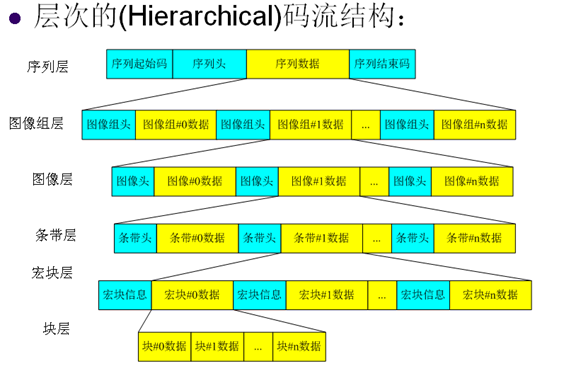 层次的(Hierarchical)码流结构：
序列层 序列起始码 序列头 序列数据 序列结束码
图像组层 图像组头 图像组#0数据 图像组头 图像组#1数据 ... 图像组头 图像组#n数据
图像层 图像头 图像#0数据 图像头 图像#1数据 ... 图像头 图像#n数据
条带层 条带头 条带#0数据 条带头 条带#1数据 ... 条带头 条带#n数据
宏块层 宏块信息 宏块#0数据 宏块信息 宏块#1数据 ... 宏块信息 宏块#n数据
块层 块#0数据 块#1数据 ... 块#n数据